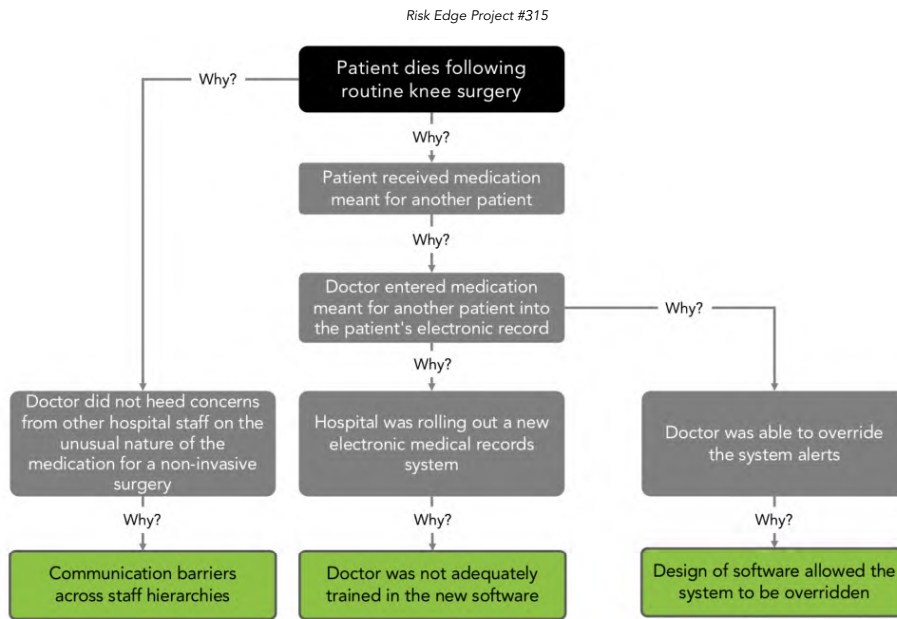 Risk Edge Project #315
Patient dies following
routine knee surgery
Why?
Why?
Patient received medication
meant for another patient
Why?
Doctor entered medication
meant for another patient into
the patient's electronic record
Why?
Why?
Doctor did not heed concerns
from other hospital staff on the
unusual nature of the
medication for a non-invasive
surgery
Hospital was rolling out a new
electronic medical records
system
Doctor was able to override
the system alerts
Why?
Why?
Why?
Communication barriers
across staff hierarchies
Doctor was not adequately
trained in the new software
Design of software allowed the
system to be overridden